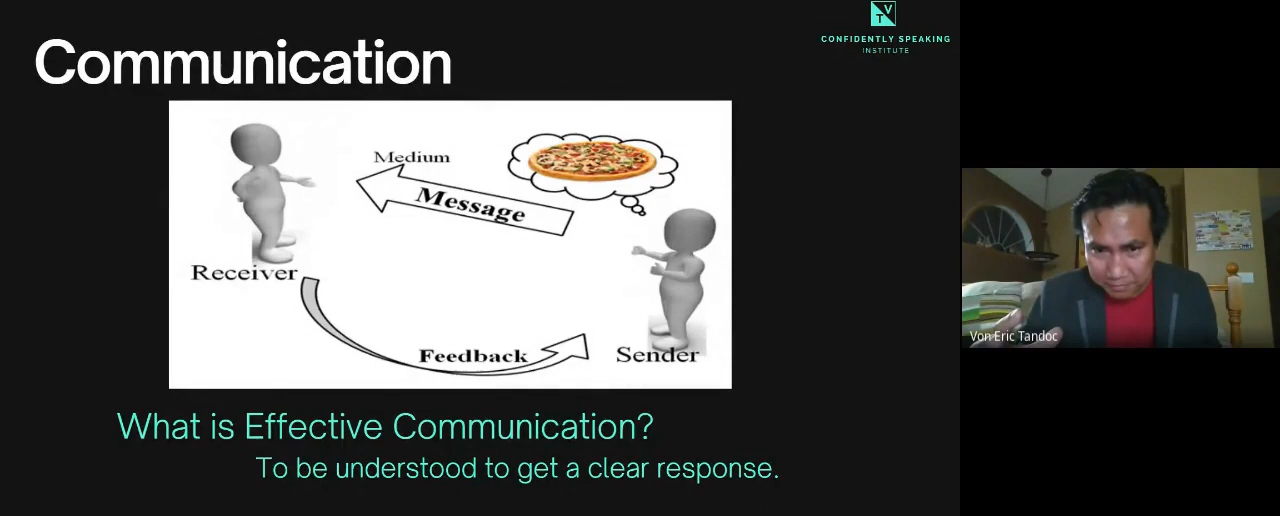 Communication
VT
CONFIDENTLY SPEAKING
INSTITUTE
Medium
Message
Receiver
Feedback
Sender
What is Effective Communication?
To be understood to get a clear response.
Von Eric Tandoc